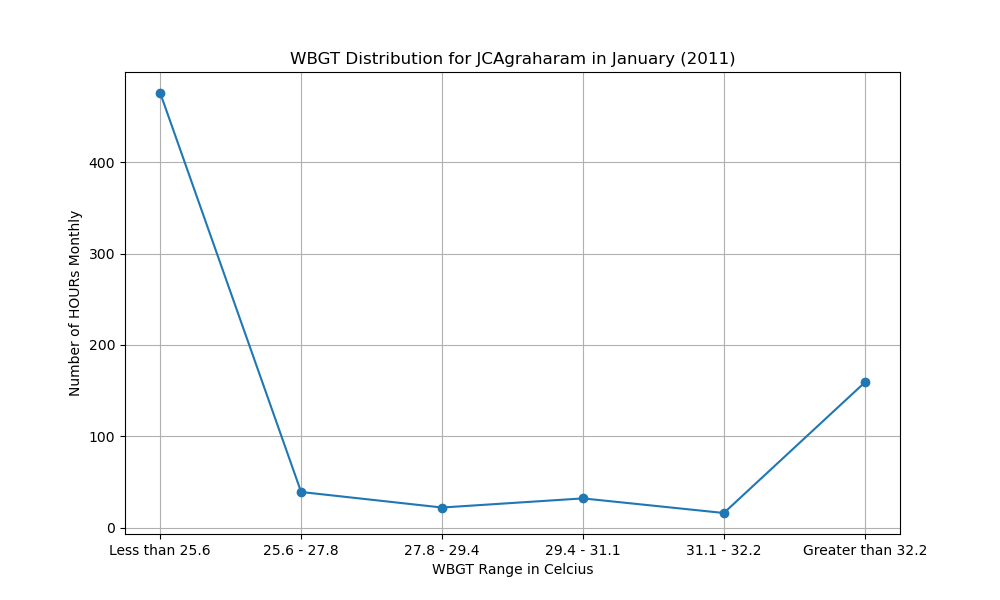 WBGT Distribution for JCAgraharam in January (2011)
Number of HOURs Monthly
400
300
200
100
0
Less than 25.6 25.6 - 27.8 27.8 - 29.4 29.4 - 31.1 31.1 - 32.2 Greater than 32.2
WBGT Range in Celcius